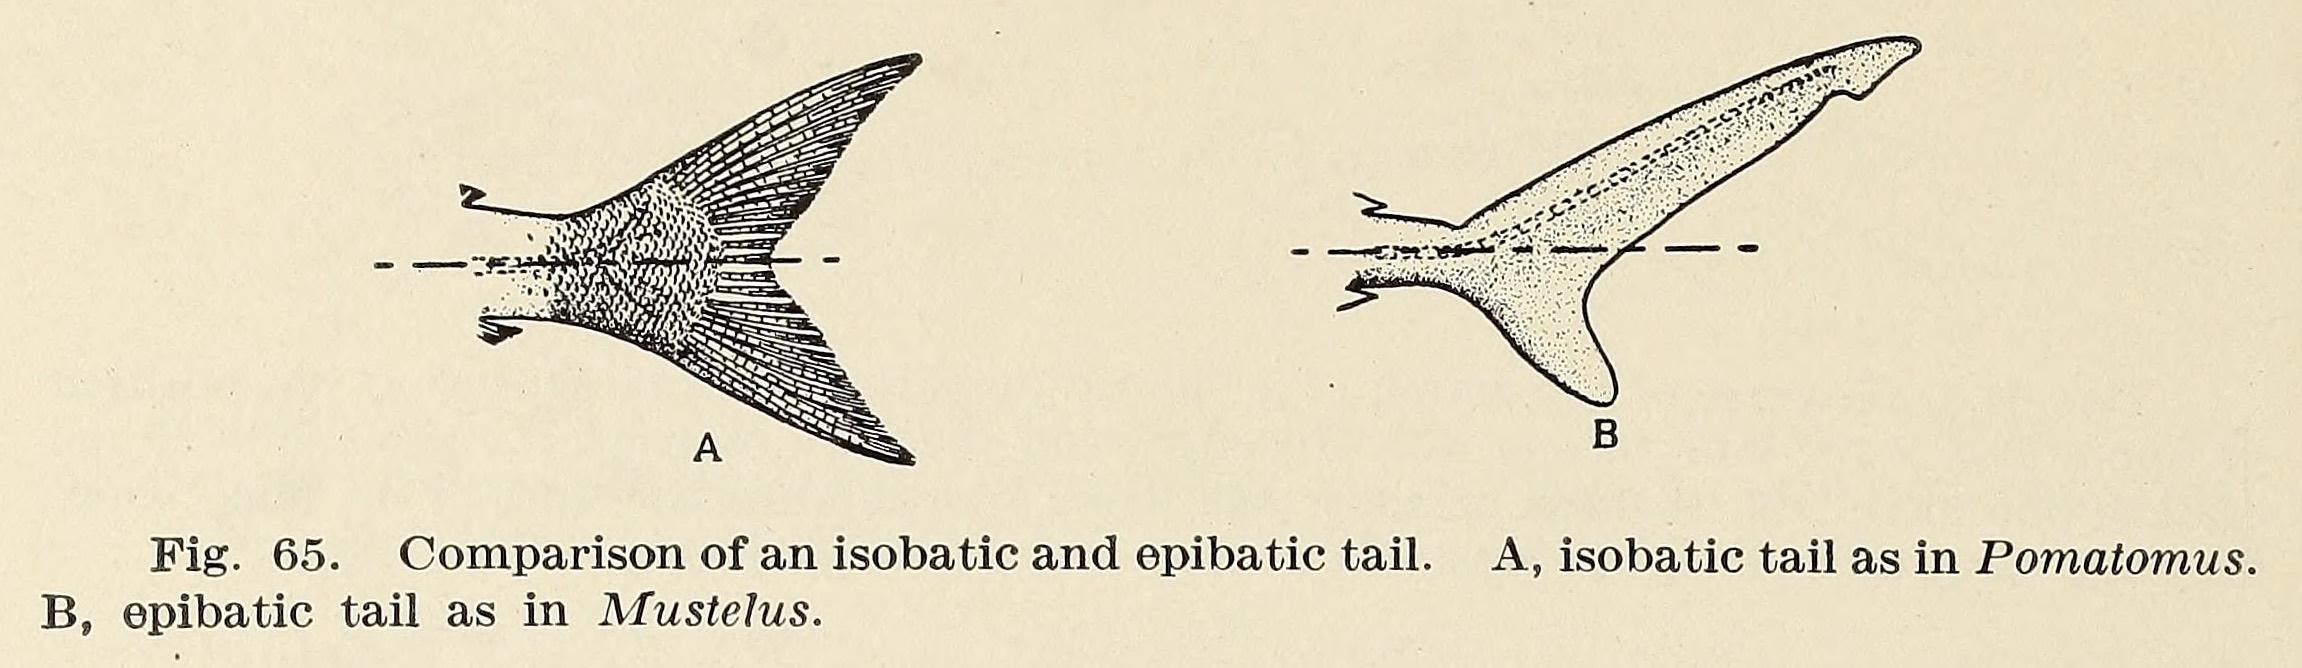 A
B
Fig. 65. Comparison of an isobatic and epibatic tail. A, isobatic tail as in Pomatomus.
B, epibatic tail as in Mustelus.